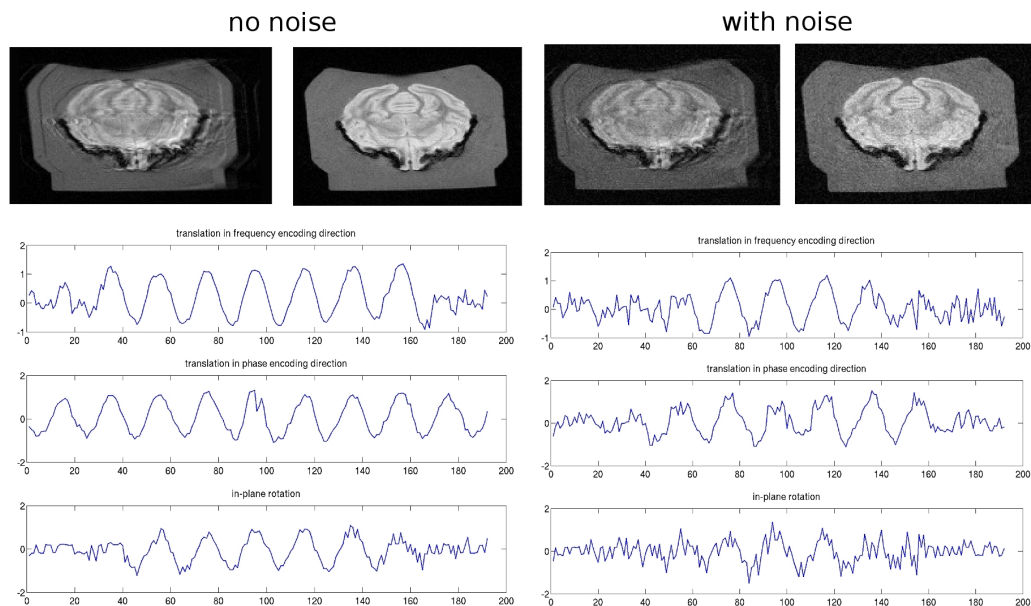 no noise
with noise
translation in frequency encoding direction
2
1
0
-1
0 20 40 60 80 100 120 140 160 180 200
translation in phase encoding direction
2
0
-2
0 20 40 60 80 100 120 140 160 180 200
in-plane rotation
2
0
-2
0 20 40 60 80 100 120 140 160 180 200
translation in frequency encoding direction
2
1
0
-1
0 20 40 60 80 100 120 140 160 180 200
translation in phase encoding direction
2
0
-2
0 20 40 60 80 100 120 140 160 180 200
in-plane rotation
2
0
-2
0 20 40 60 80 100 120 140 160 180 200